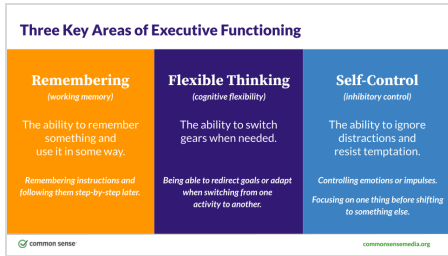 Three Key Areas of Executive Functioning
Remembering
(working memory)
The ability to remember
something and
use it in some way.
Remembering instructions and
following them step-by-step later.
Flexible Thinking
(cognitive flexibility)
The ability to switch
gears when needed.
Being able to redirect goals or adapt
when switching from one
activity to another.
Self-Control
(inhibitory control)
The ability to ignore
distractions and
resist temptation.
Controlling emotions or impulses.
Focusing on one thing before shifting
to something else.
common sense
commonsensemedia.org